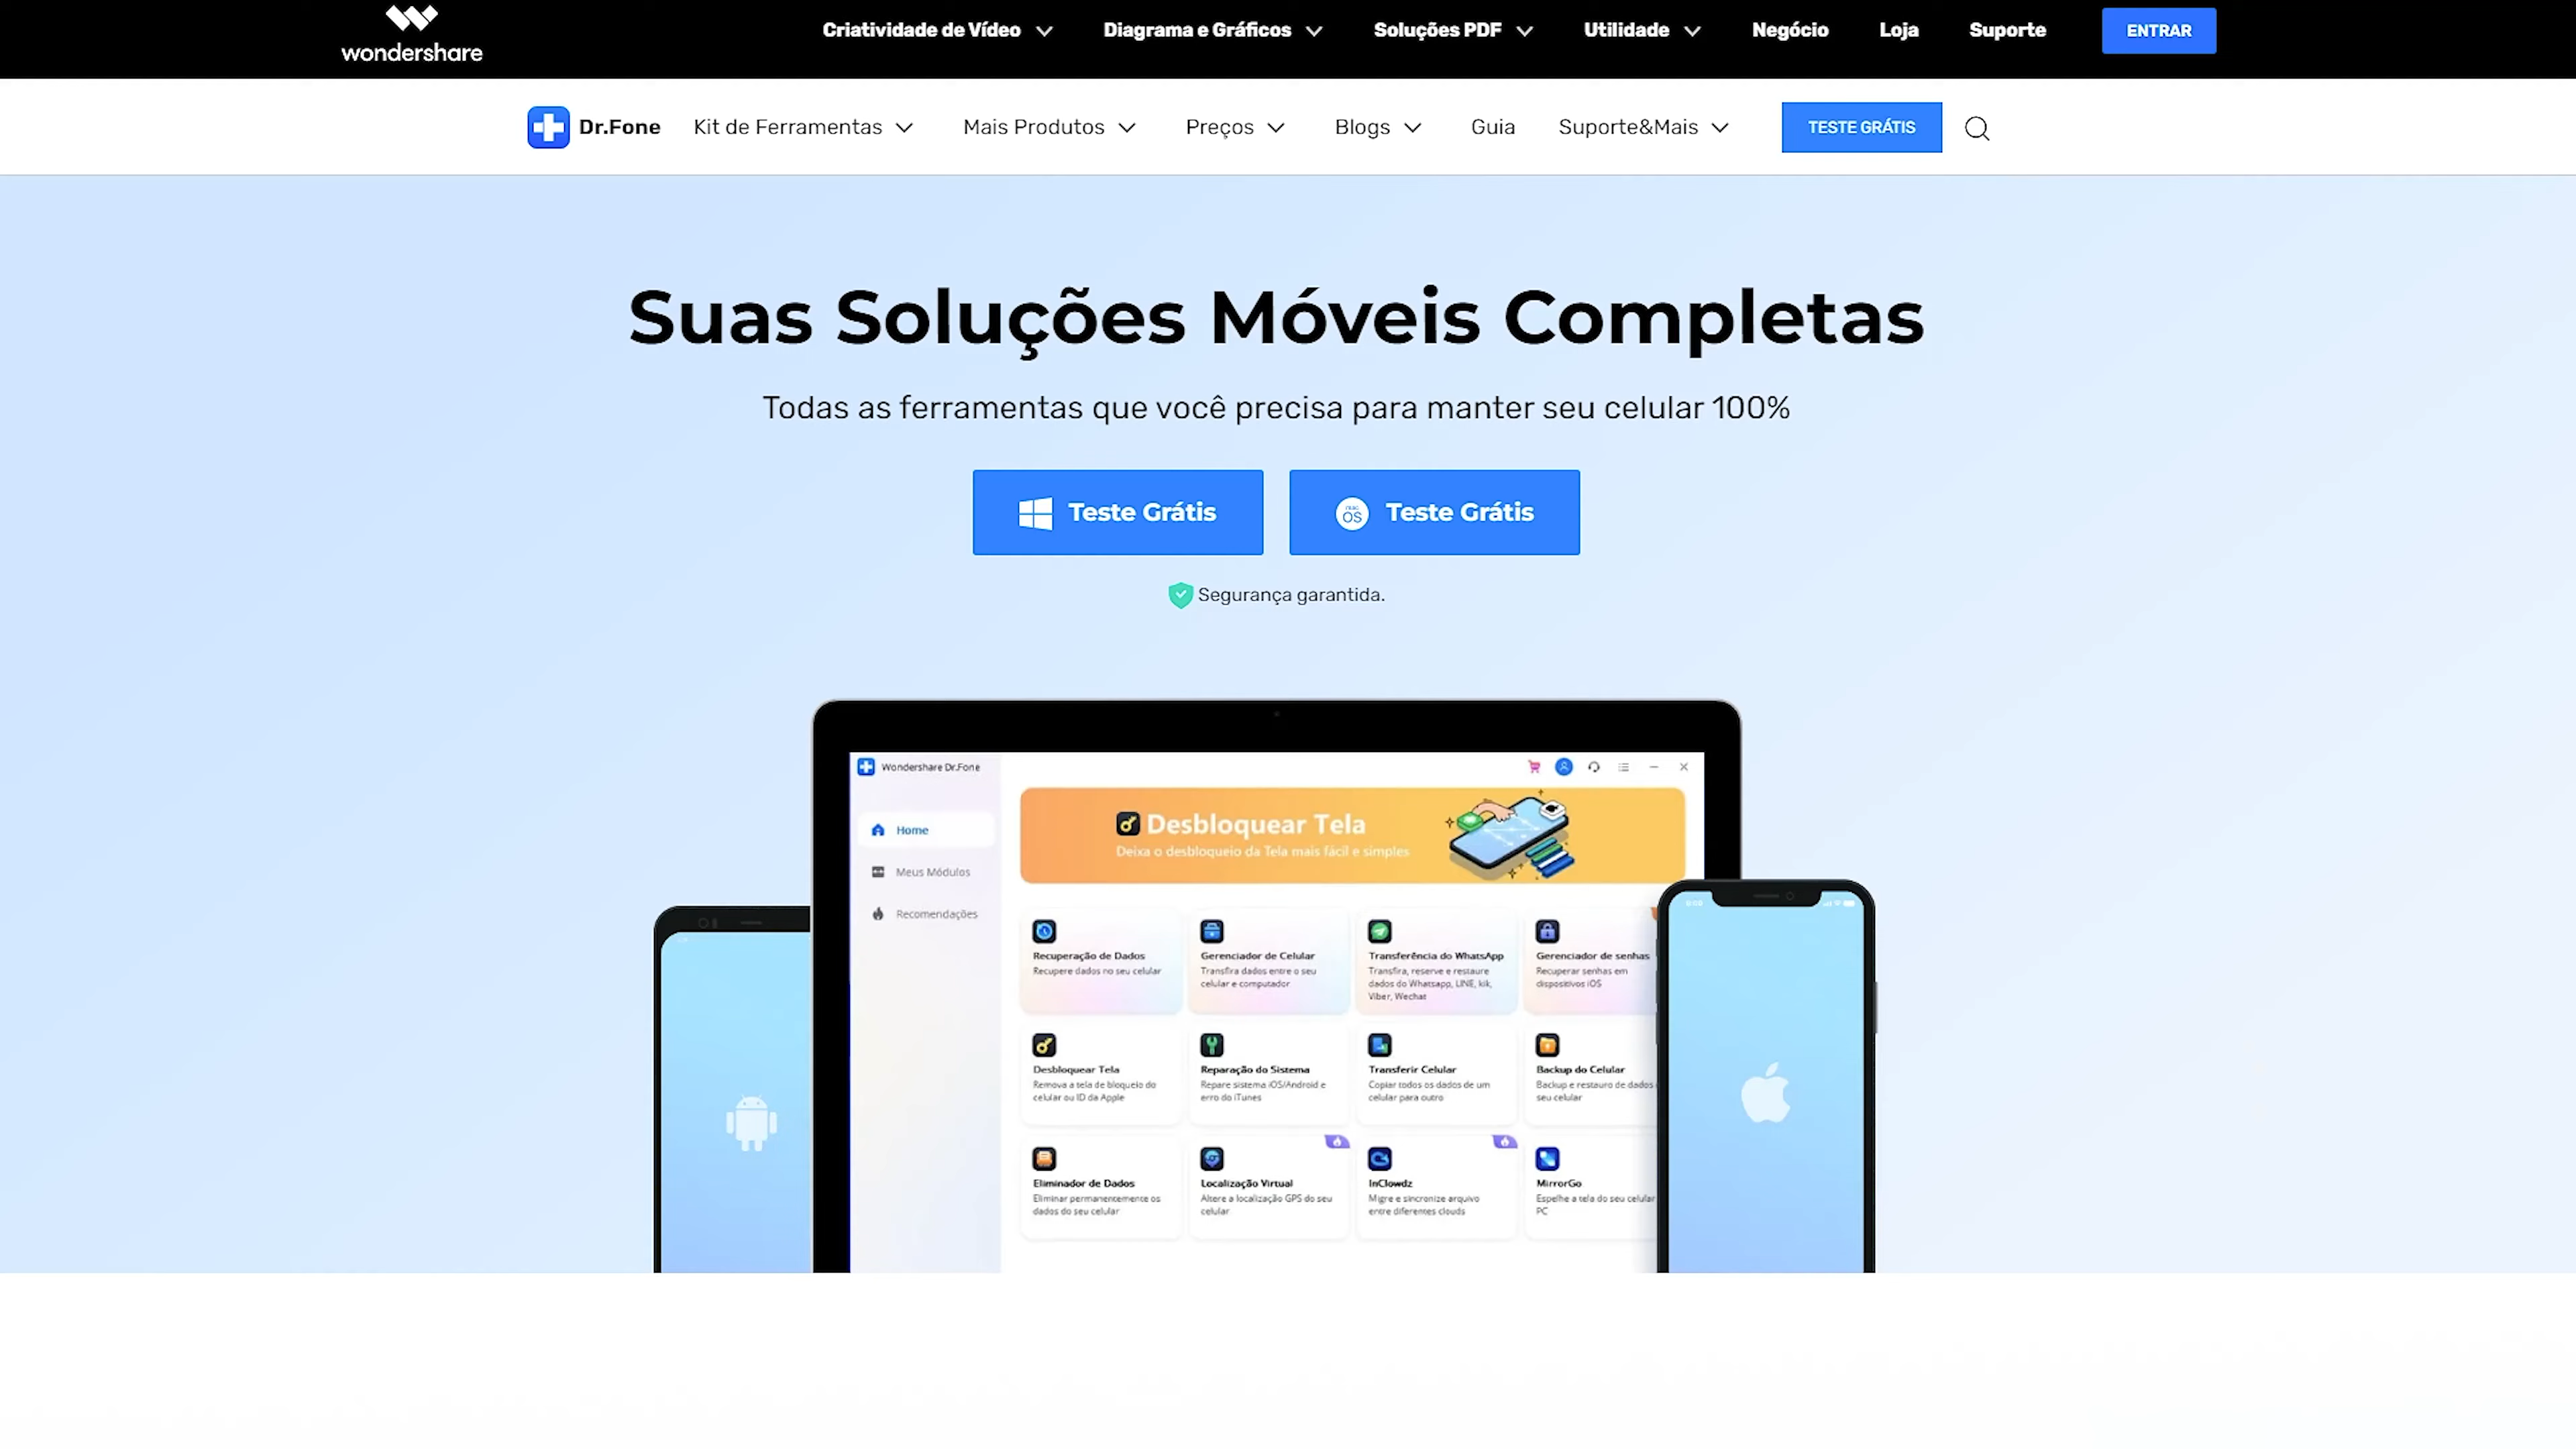 wondershare
Criatividade de Vídeo
Diagrama e Gráficos
Soluções PDF
Utilidade
Negócio
Loja
Suporte
ENTRAR
Dr.Fone
Kit de Ferramentas
Mais Produtos
Preços
Blogs
Guia
Suporte&Mais
TESTE GRÁTIS
Suas Soluções Móveis Completas
Todas as ferramentas que você precisa para manter seu celular 100%
Teste Grátis
macOS
Teste Grátis
Segurança garantida.
Wondershare Dr.Fone
Home
Meus Módulos
Recomendações
Desbloquear Tela
Deixa o desbloqueio da Tela mais fácil e simples
Recuperação de Dados
Recupere dados no seu celular
Gerenciador de Celular
Transfira dados entre o seu
celular e computador
Transferência do WhatsApp
Transfira, reserve e restaure
dados do Whatsapp, LINE, kik,
Viber, Wechat
Gerenciador de senhas
Recuperar senhas em
dispositivos iOS
Desbloquear Tela
Remova a tela de bloqueio do
celular ou ID da Apple
Reparação do Sistema
Repare sistema iOS/Android e
erro do iTunes
Transferir Celular
Copiar todos os dados de um
celular para outro
Backup do Celular
Backup e restauro de dados
seu celular
Eliminador de Dados
Eliminar permanentemente os
dados do seu celular
Localização Virtual
Altere a localização GPS do seu
celular
InClowdz
Migre e sincronize arquivo
entre diferentes clouds
MirrorGo
Espelhe a tela do seu celular
PC